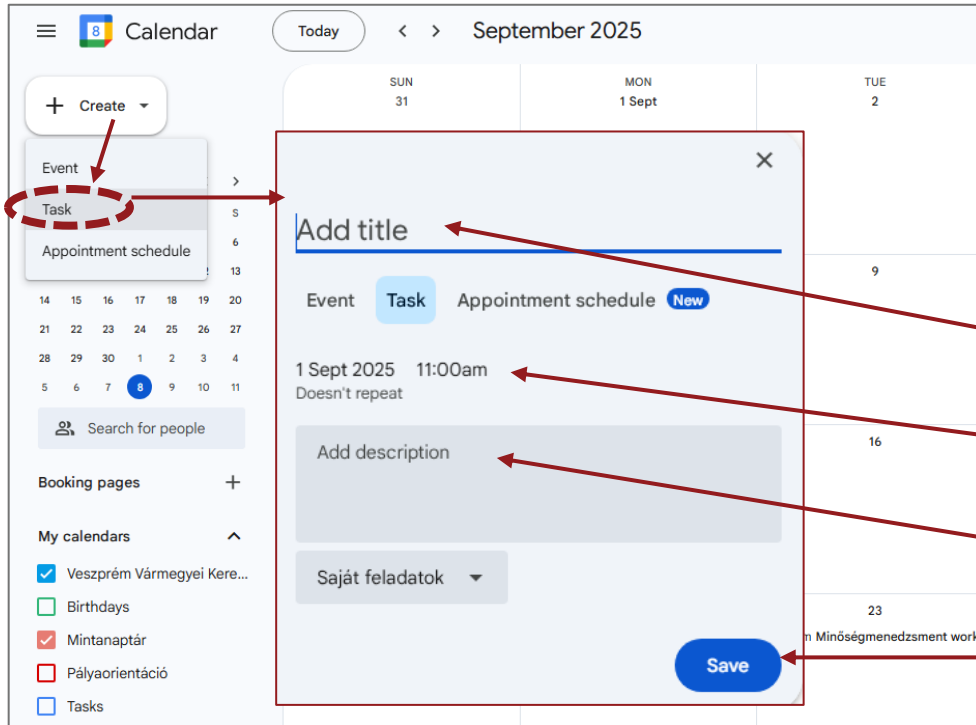 8 Calendar Today September 2025
SUN MON TUE
31 1 Sept 2
Create
Event
Task
S
Appointment schedule
6
13
14 15 16 17 18 19 20
21 22 23 24 25 26 27
28 29 30 1 2 3 4
5 6 7 8 9 10 11
Search for people
Booking pages
My calendars
Veszprém Vármegyei Kere...
Birthdays
Mintanaptár
Pályaorientáció
Tasks
Add title
Event Task Appointment schedule New
1 Sept 2025 11:00am
Doesn't repeat
Add description
Saját feladatok
Save
9
16
23
Minőségmenedzsment work